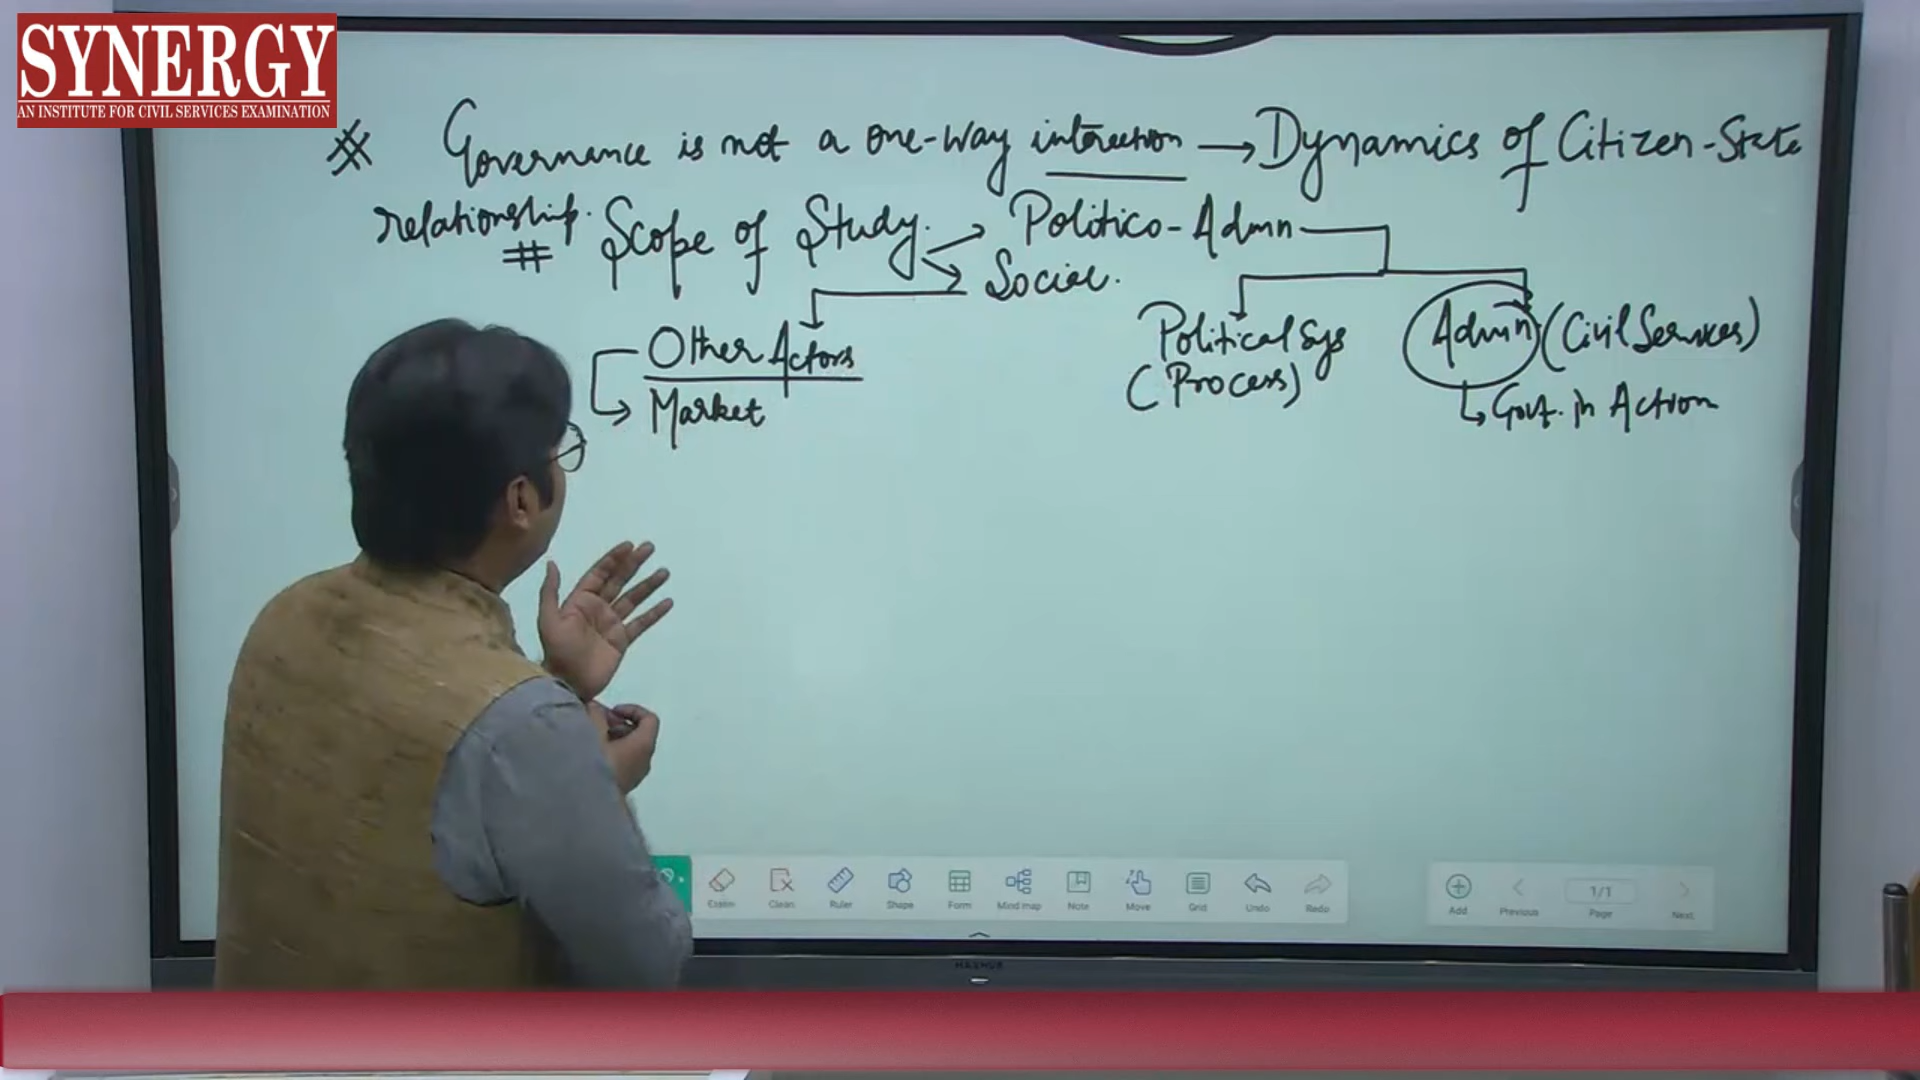 SYNERGY
AN INSTITUTE FOR CIVIL SERVICES EXAMINATION
# Governance is not a one-way interaction → Dynamics of Citizen-State
relationship.
# Scope of Study. → Politico-Admn
→ Social.
Other Actors
→ Market
Political Sys
(Process)
Admn (Civil Services)
↳ Govt. in Action
Clean
Ruler
Shape
Form
Mind map
Note
Move
Grid
Undo
Redo
Add
Previous
1/1
Page
Next